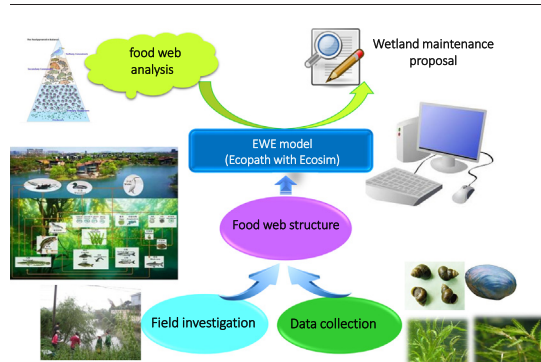 food web
analysis
Wetland maintenance
proposal
EWE model
(Ecopath with Ecosim)
Food web structure
Field investigation
Data collection